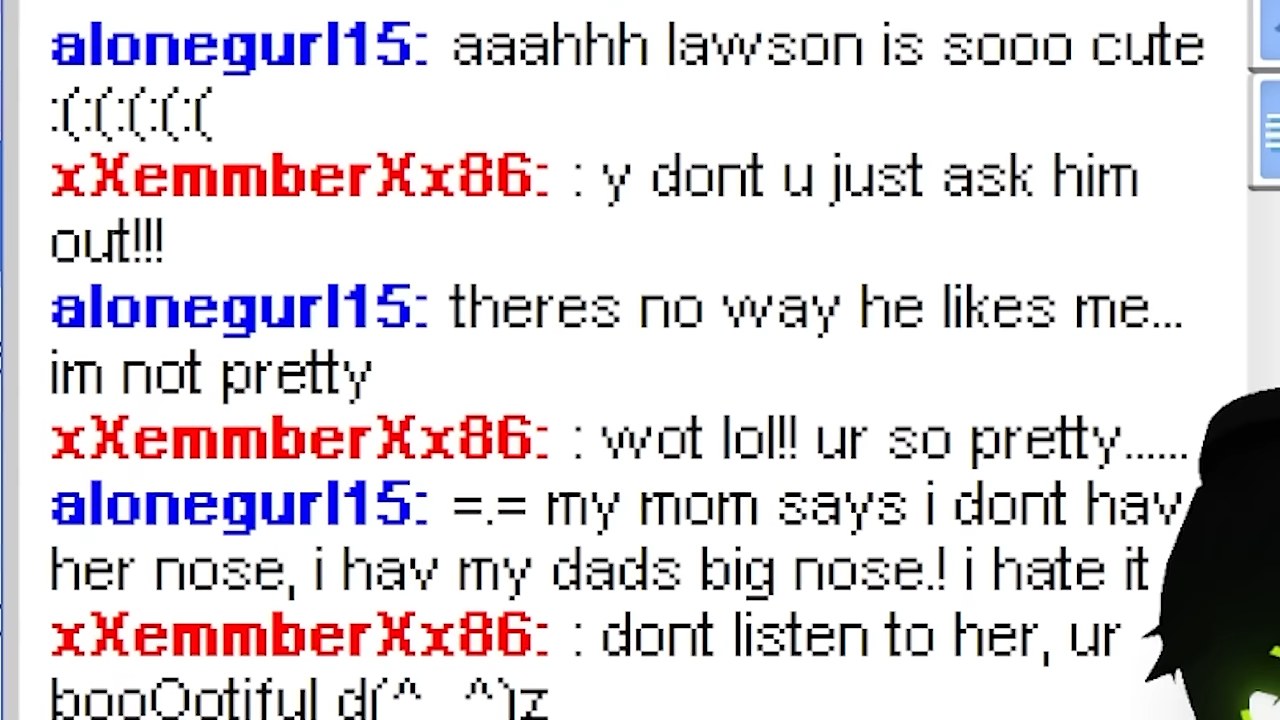 alonegurl15: aaahhh lawson is sooo cute
:(:(:(:(:(
xXemmberXx86: : y dont u just ask him
out!!!
alonegurl15: theres no way he likes me...
im not pretty
xXemmberXx86: : wot lol!! ur so pretty......
alonegurl15: =.= my mom says i dont hav
her nose, i hav my dads big nose.! i hate it
xXemmberXx86: : dont listen to her, ur
booOotiful d(^_^)z